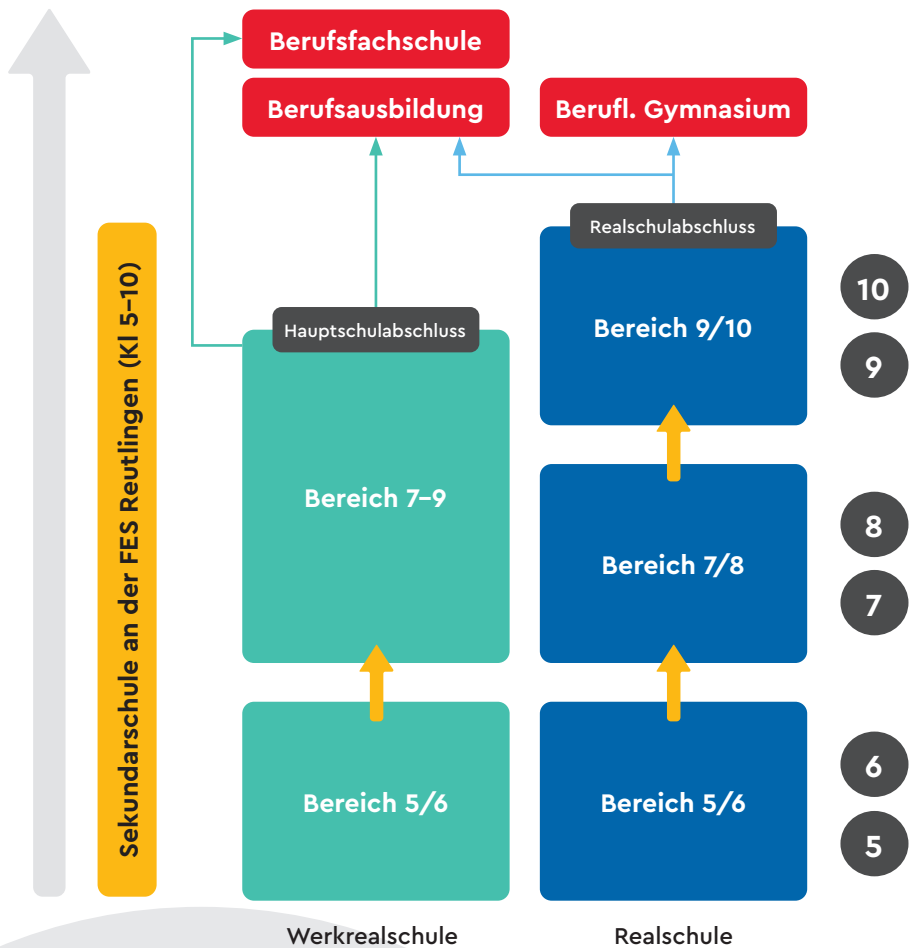 Berufsfachschule
Berufsausbildung
Berufl. Gymnasium
Realschulabschluss
Hauptschulabschluss
Sekundarschule an der FES Reutlingen (Kl 5–10)
Bereich 9/10
10
9
Bereich 7–9
Bereich 7/8
8
7
Bereich 5/6
Bereich 5/6
6
5
Werkrealschule
Realschule